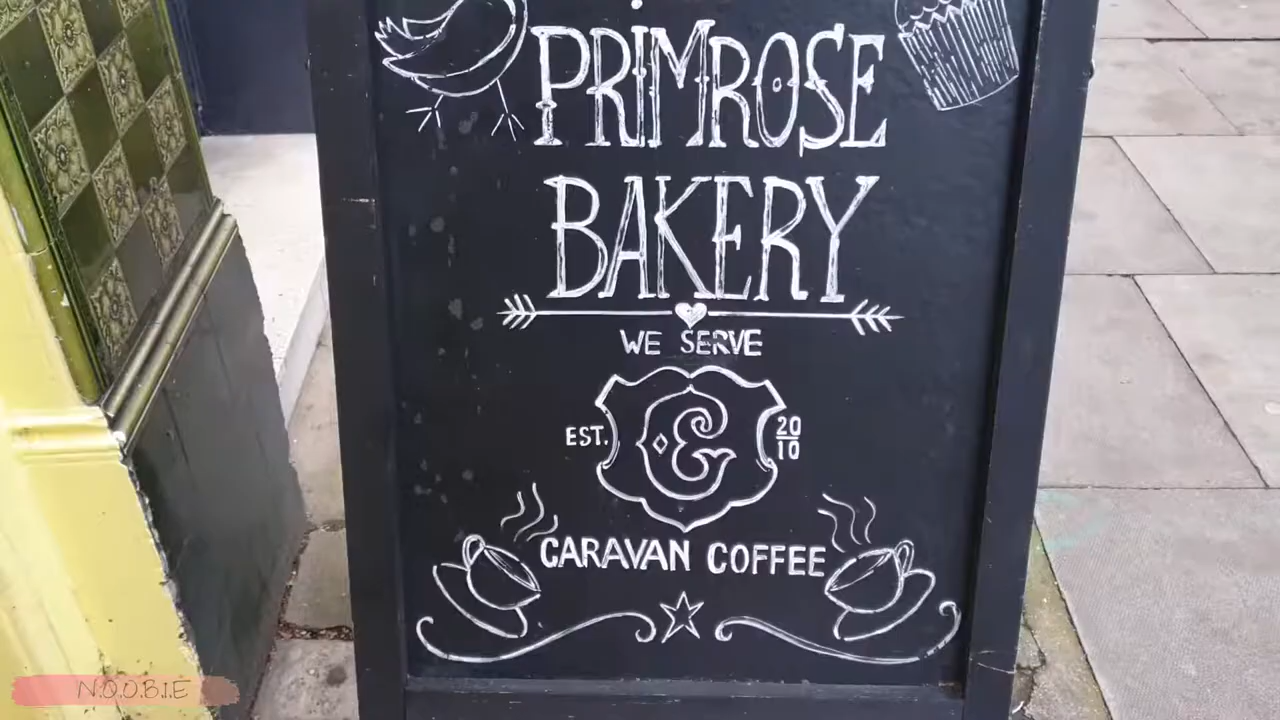 PRIMROSE
BAKERY
WE SERVE
EST.
&
20
10
CARAVAN COFFEE
N.O.O.B.I.E